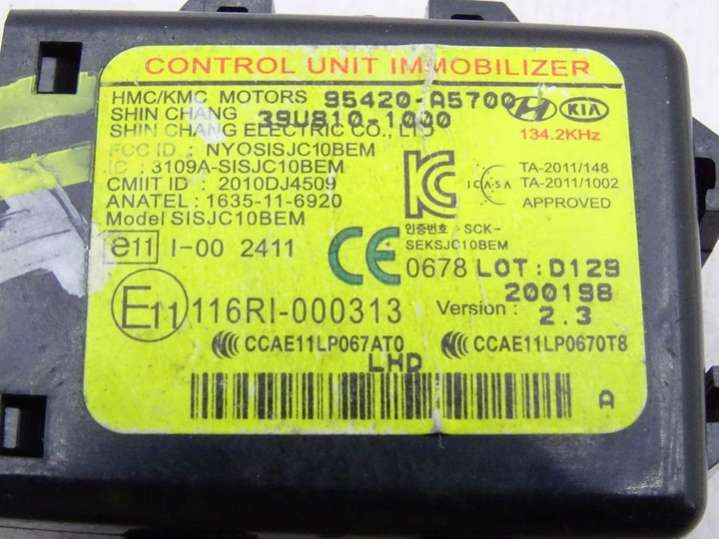 CONTROL UNIT IMMOBILIZER
HMC/KMC MOTORS 95420-A5700 KIA
SHIN CHANG 39U810-1000
SHIN CHANG ELECTRIC CO., LTD 134.2KHz
FCC ID : NYOSISJC10BEM
IC : 3109A-SISJC10BEM
CMIIT ID : 2010DJ4509
ANATEL : 1635-11-6920
Model SISJC10BEM
ICASA
TA-2011/148
TA-2011/1002
APPROVED
인증번호 SCK-
SEKSJC10BEM
e11 I-00 2411
CE 0678 LOT:D129
200198
E11 116RI-000313
Version : 2.3
CCAE11LP067AT0 CCAE11LP0670T8
LHD
A